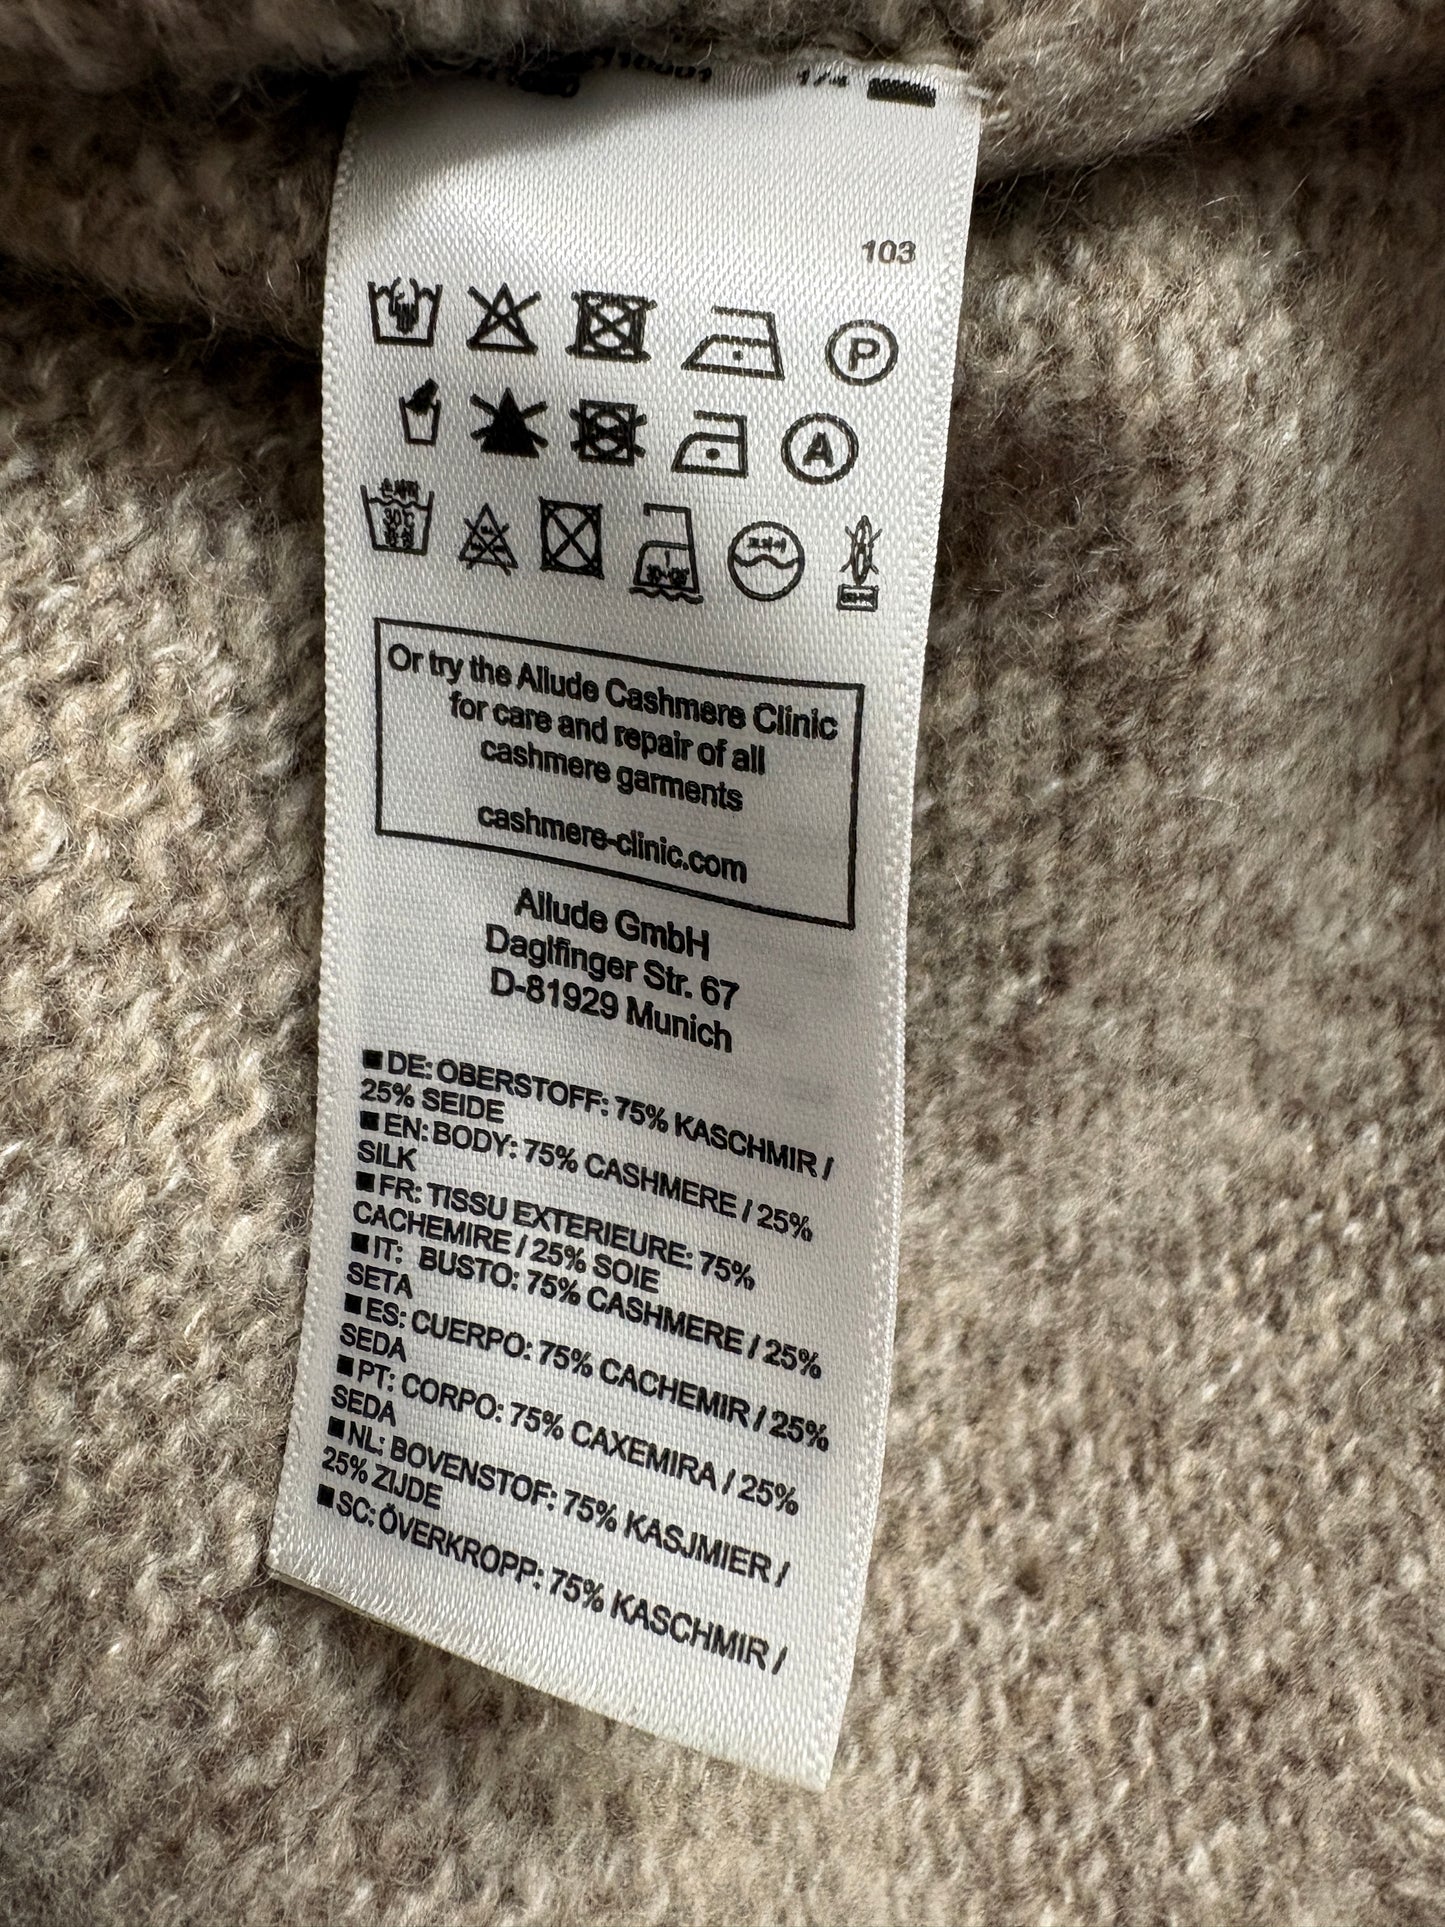 103
P
A
30°C
Or try the Allude Cashmere Clinic
for care and repair of all
cashmere garments
cashmere-clinic.com
Allude GmbH
Daglfinger Str. 67
D-81929 Munich
■ DE: OBERSTOFF: 75% KASCHMIR /
25% SEIDE
■ EN: BODY: 75% CASHMERE / 25%
SILK
■ FR: TISSU EXTERIEURE: 75%
CACHEMIRE / 25% SOIE
■ IT: BUSTO: 75% CASHMERE / 25%
SETA
■ ES: CUERPO: 75% CACHEMIR / 25%
SEDA
■ PT: CORPO: 75% CAXEMIRA / 25%
SEDA
■ NL: BOVENSTOF: 75% KASJMIER /
25% ZIJDE
■ SC: ÖVERKROPP: 75% KASCHMIR /